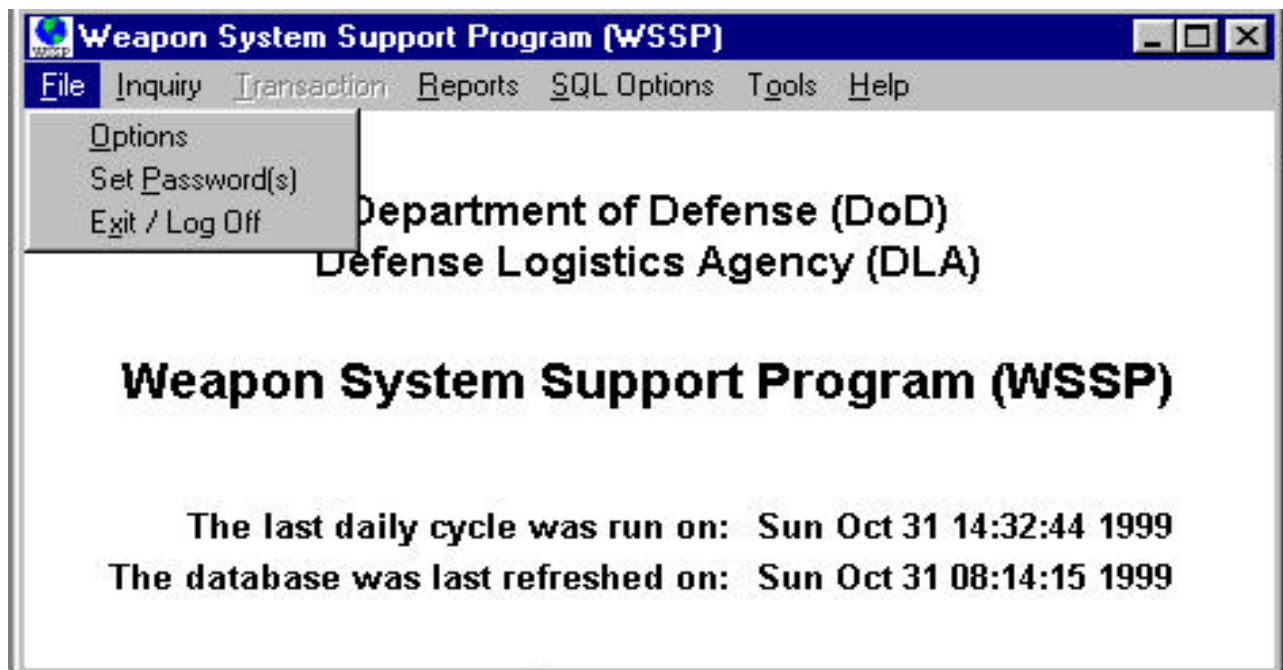 Weapon System Support Program (WSSP)
File Inquiry Transaction Reports SQL Options Tools Help
Options
Set Password(s)
Exit / Log Off
Department of Defense (DoD)
Defense Logistics Agency (DLA)
Weapon System Support Program (WSSP)
The last daily cycle was run on: Sun Oct 31 14:32:44 1999
The database was last refreshed on: Sun Oct 31 08:14:15 1999